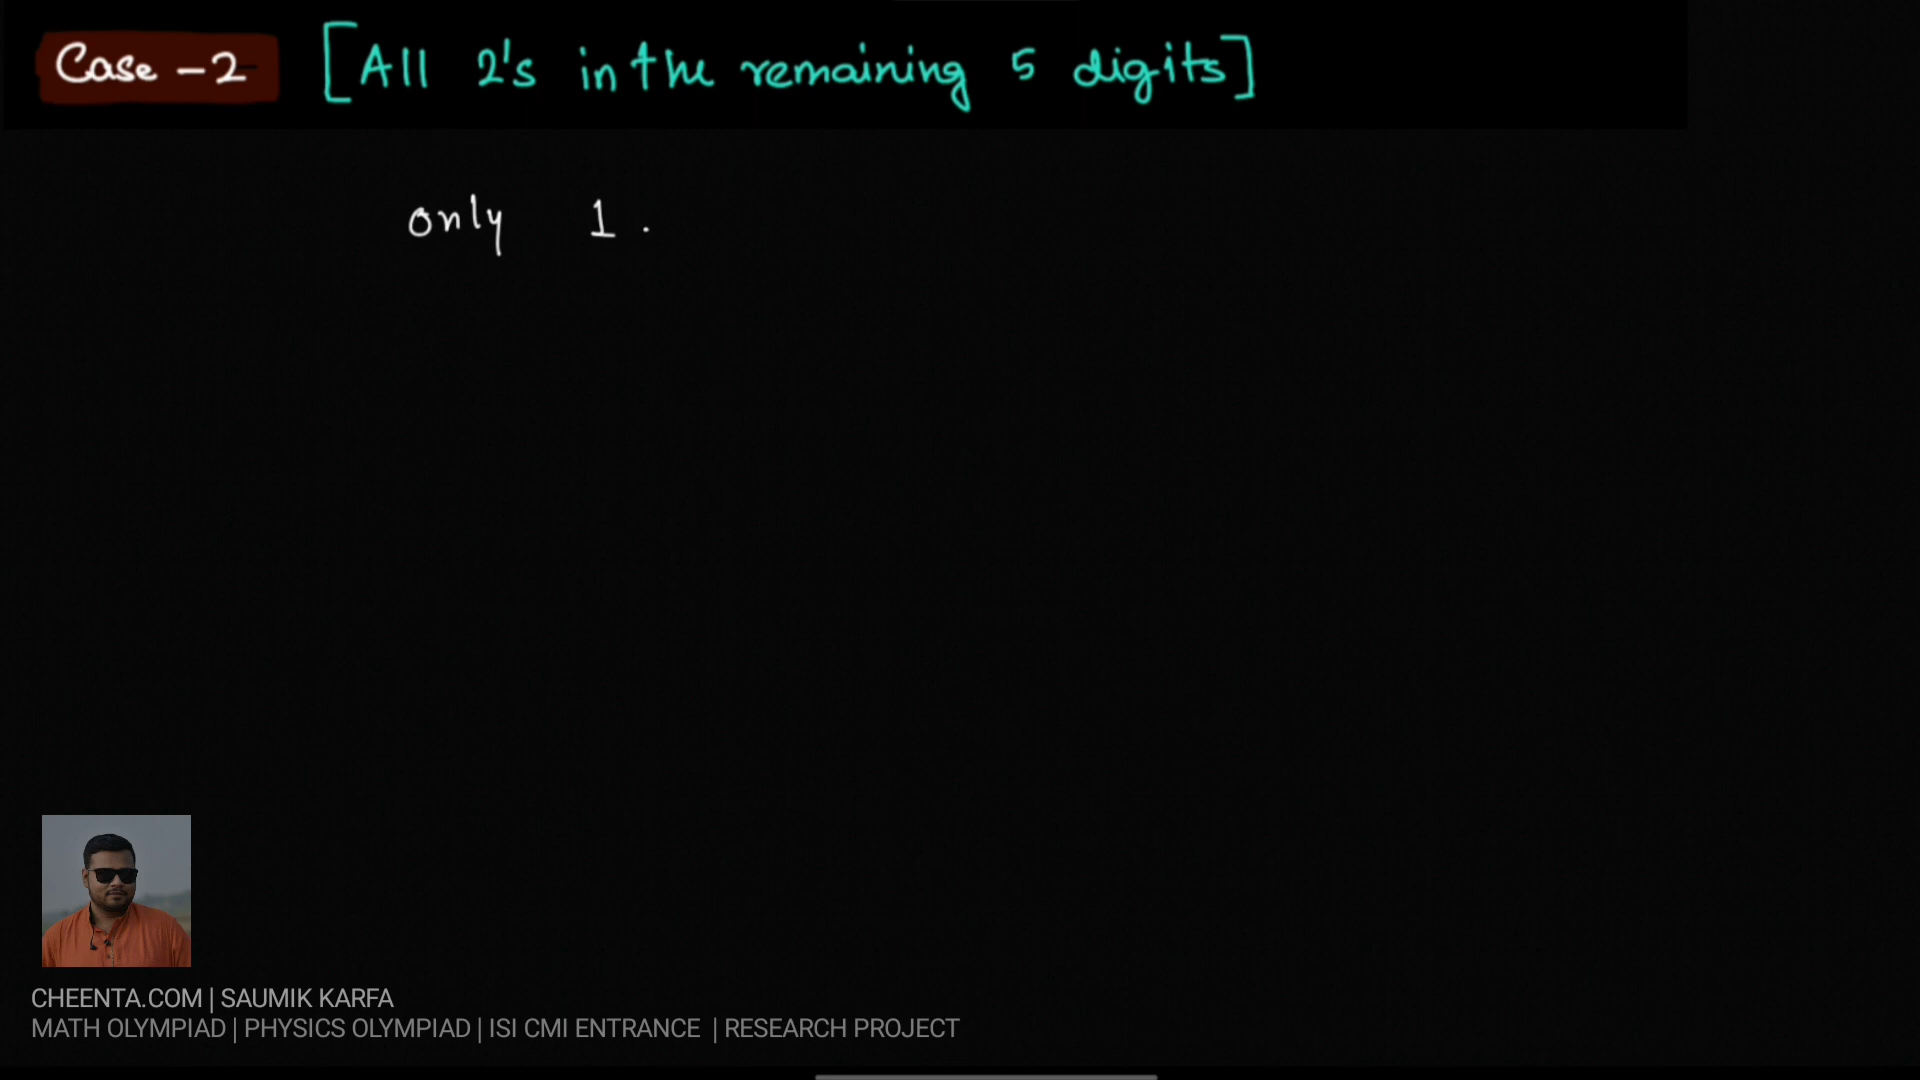 Case - 2 [All 2's in the remaining 5 digits]
only 1.
CHEENTA.COM | SAUMIK KARFA
MATH OLYMPIAD | PHYSICS OLYMPIAD | ISI CMI ENTRANCE | RESEARCH PROJECT